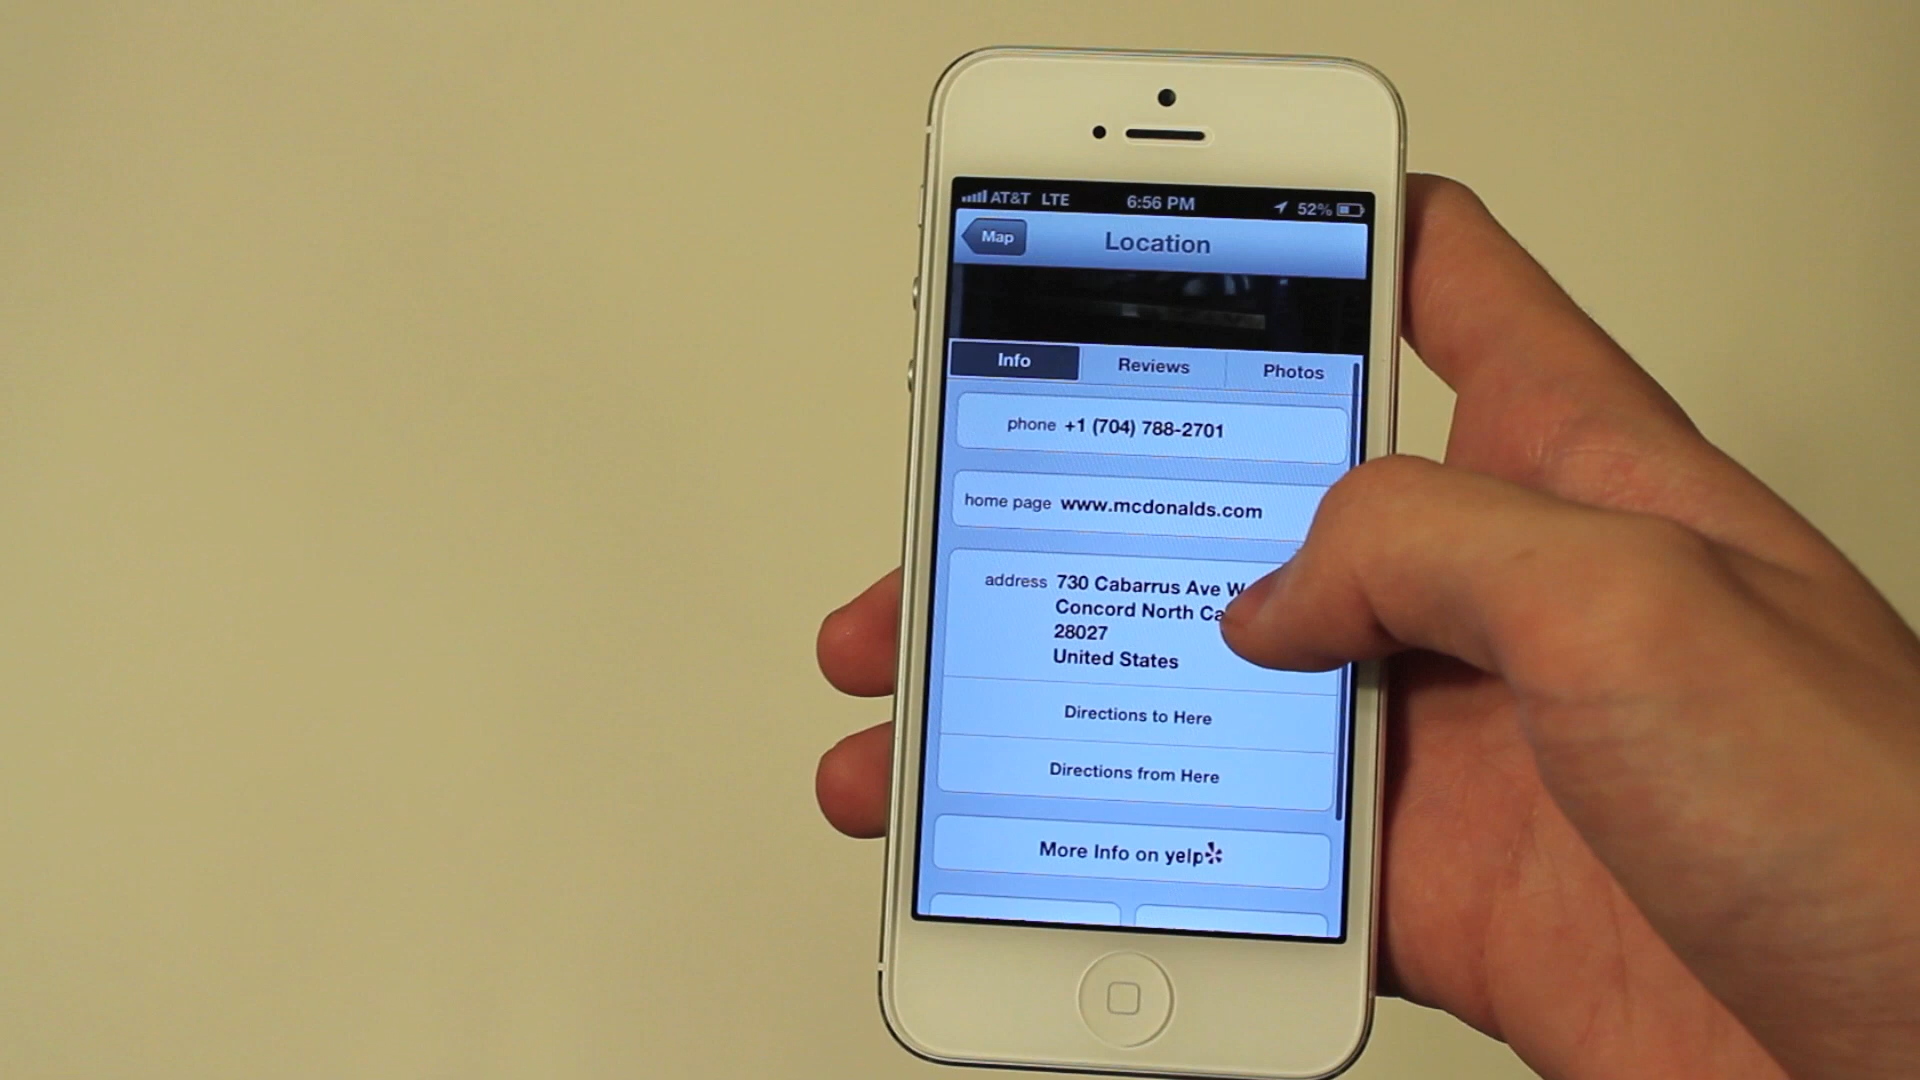 AT&T LTE 6:56 PM 52%
Map Location
Info Reviews Photos
phone +1 (704) 788-2701
home page www.mcdonalds.com
address 730 Cabarrus Ave W
Concord North
28027
United States
Directions to Here
Directions from Here
More Info on yelp